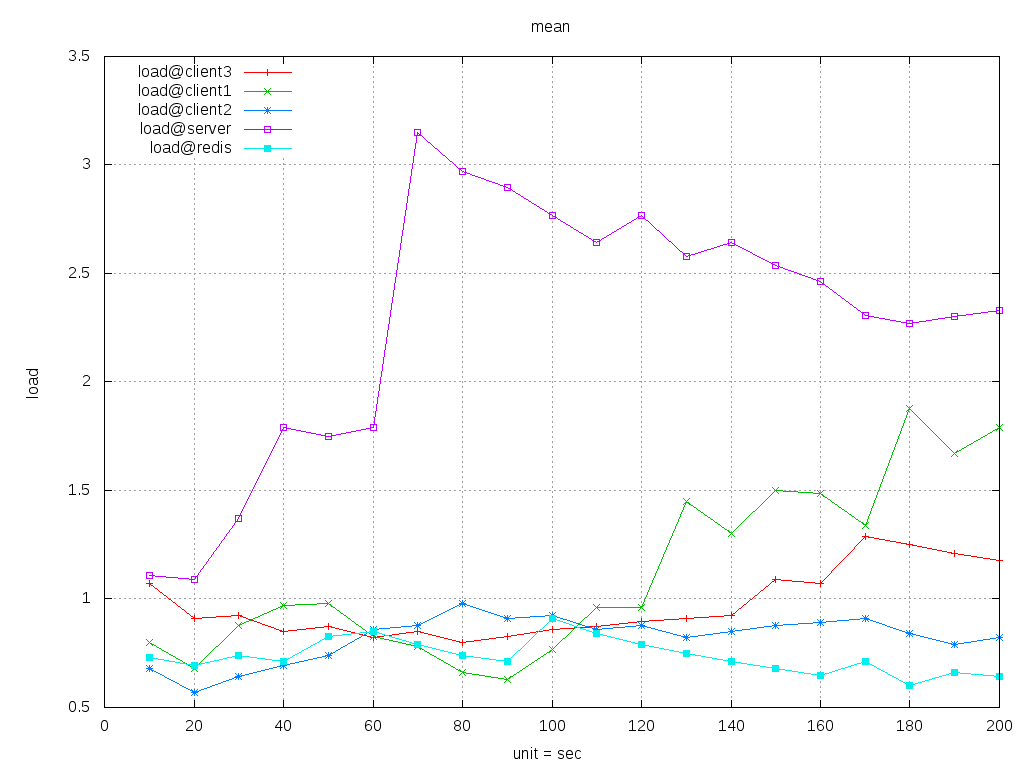 mean
3.5
3
2.5
2
1.5
1
0.5
load
load@client3
load@client1
load@client2
load@server
load@redis
0 20 40 60 80 100 120 140 160 180 200
unit = sec